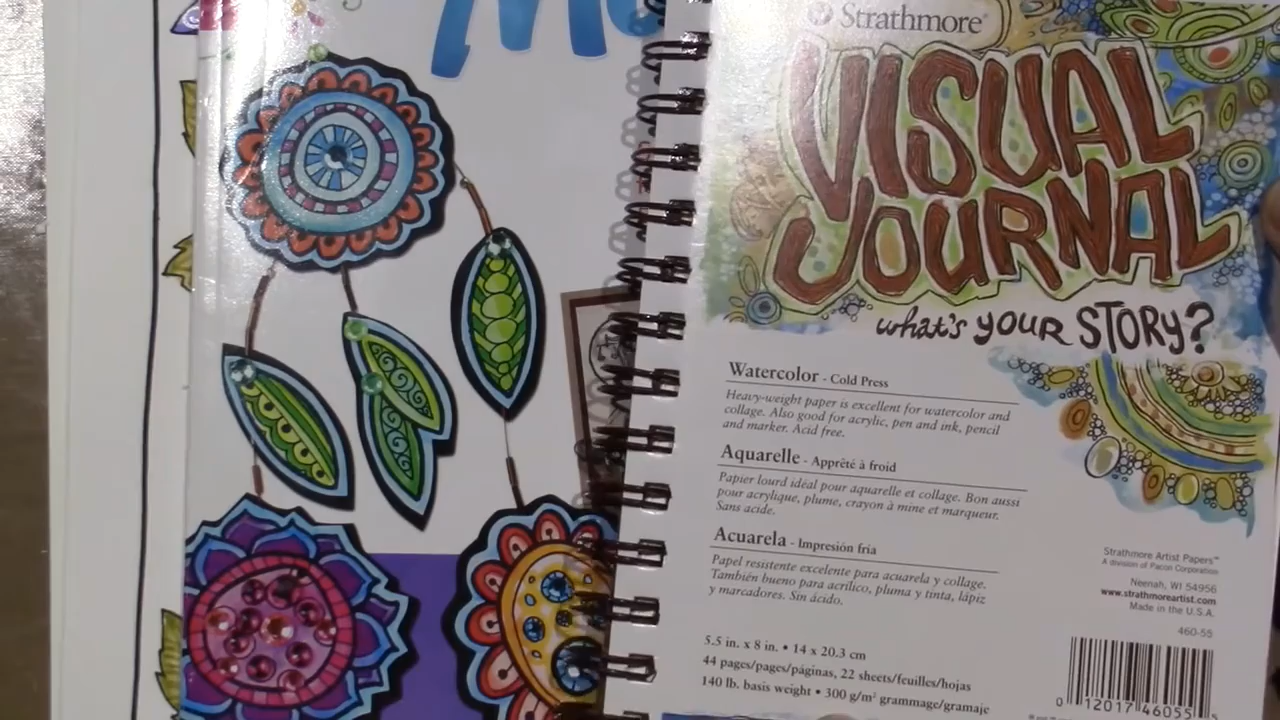 Strathmore®
VISUAL
JOURNAL
what's YOUR STORY?
Watercolor - Cold Press
Heavy-weight paper is excellent for watercolor and
collage. Also good for acrylic, pen and ink, pencil
and marker. Acid free.
Aquarelle - Apprêté à froid
Papier lourd idéal pour aquarelle et collage. Bon aussi
pour acrylique, plume, crayon à mine et marqueur.
Sans acide.
Acuarela - Impresión fria
Papel resistente excelente para acuarela y collage.
También bueno para acrílico, pluma y tinta, lápiz
y marcadores. Sin ácido.
5.5 in. x 8 in. • 14 x 20.3 cm
44 pages/pages/páginas, 22 sheets/feuilles/hojas
140 lb. basis weight • 300 g/m² grammage/gramaje
Strathmore Artist Papers™
A division of Pacon Corporation
Neenah, WI 54956
www.strathmoreartist.com
Made in the U.S.A.
460-55
0 12017 46055